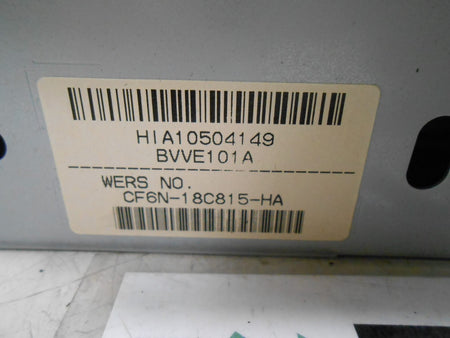 HIA10504149
BVVE101A
WERS NO.
CF6N-18C815-HA